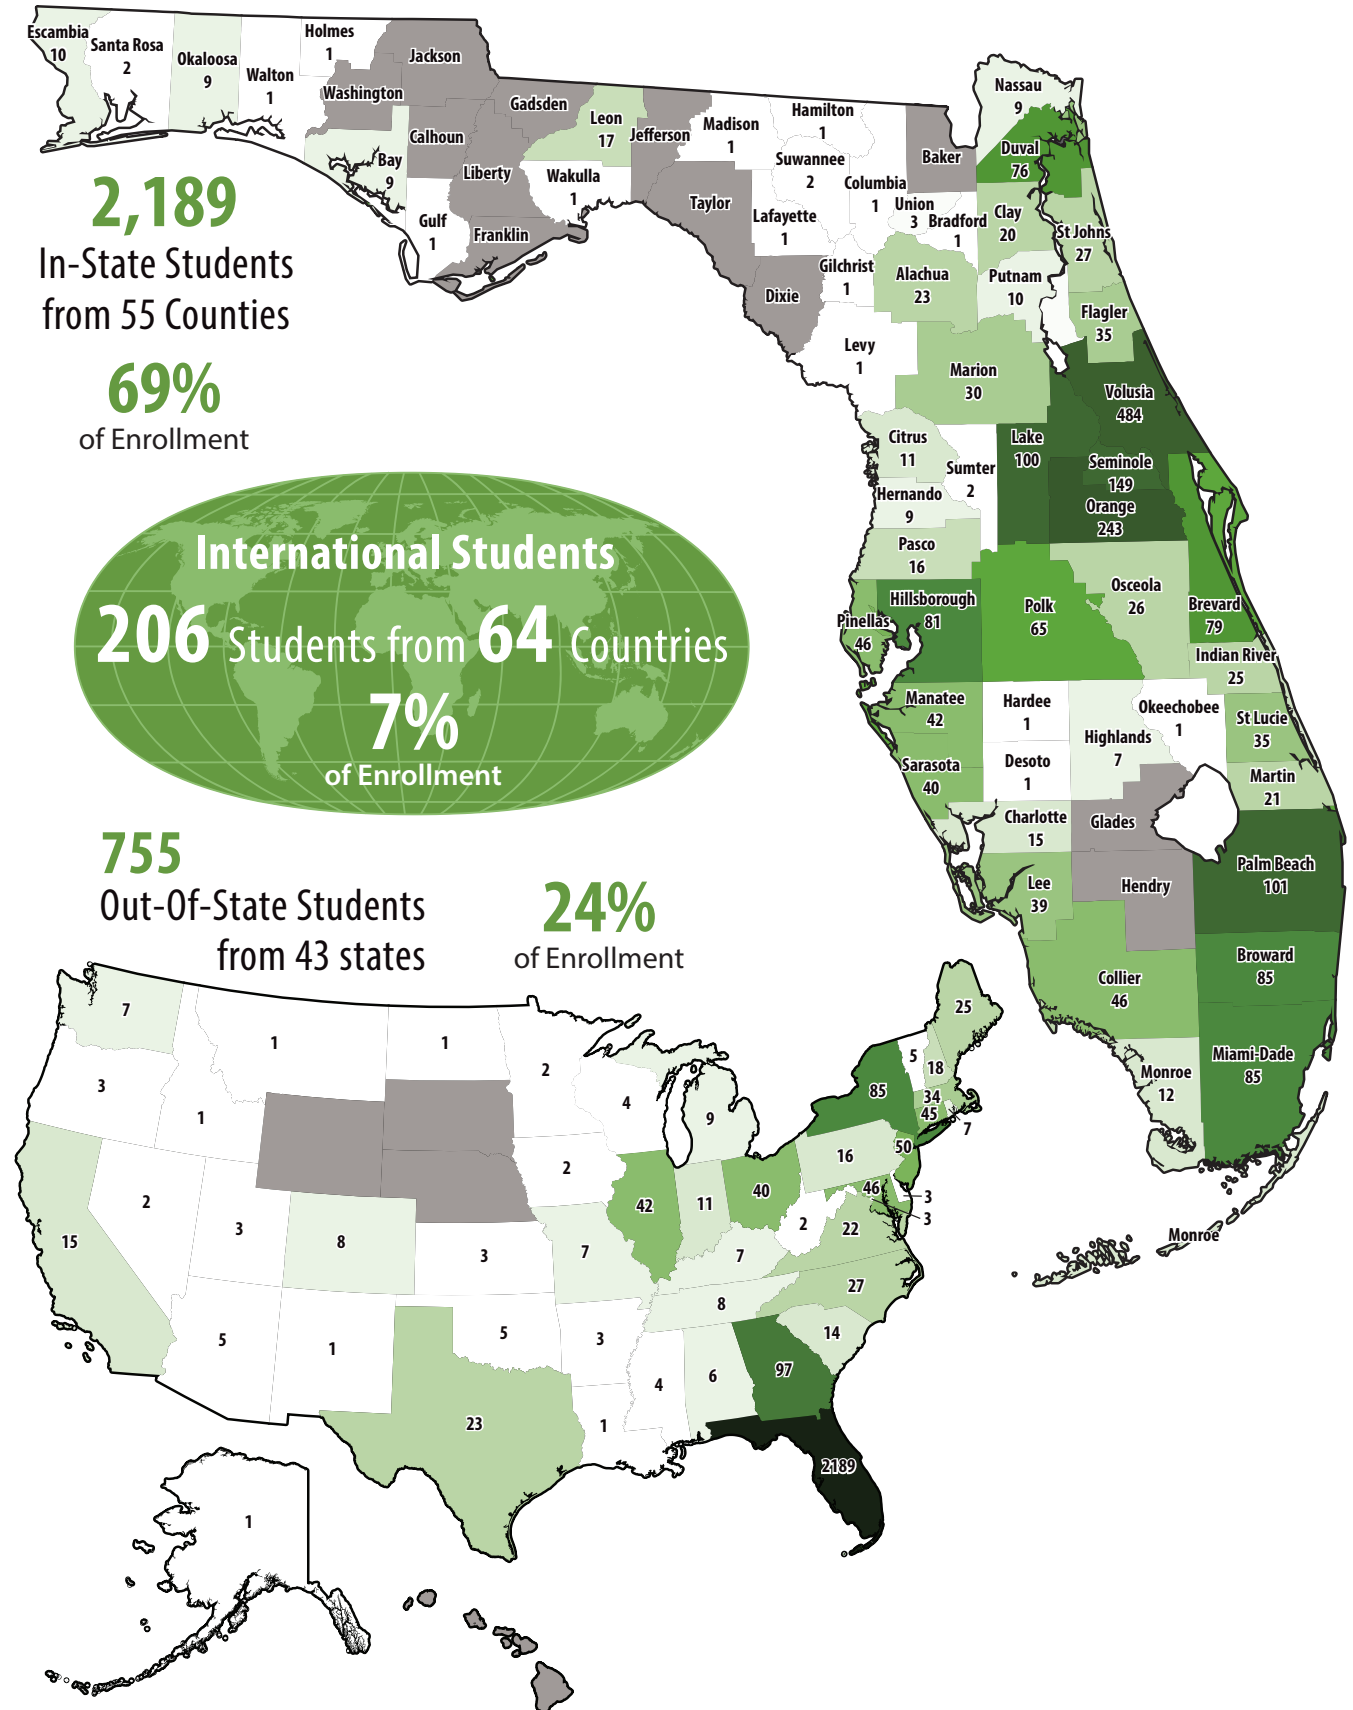 Escambia
10
Santa Rosa
2
Okaloosa
9
Walton
1
Holmes
1
Jackson
Washington
Bay
9
Calhoun
Gulf
1
Liberty
Franklin
Gadsden
Leon
17
Wakulla
1
Jefferson
Madison
1
Taylor
Hamilton
1
Suwannee
2
Lafayette
1
Dixie
Columbia
1
Gilchrist
1
Levy
1
Baker
Union
3
Bradford
1
Alachua
23
Nassau
9
Duval
76
Clay
20
St Johns
27
Putnam
10
Flagler
35
Marion
30
Volusia
484
Citrus
11
Sumter
2
Lake
100
Seminole
149
Orange
243
Hernando
9
Pasco
16
Pinellas
46
Hillsborough
81
Polk
65
Osceola
26
Brevard
79
Indian River
25
Manatee
42
Hardee
1
Highlands
7
Okeechobee
1
St Lucie
35
Sarasota
40
Desoto
1
Martin
21
Charlotte
15
Glades
Lee
39
Hendry
Palm Beach
101
Collier
46
Broward
85
Monroe
12
Miami-Dade
85
Monroe
2,189
In-State Students
from 55 Counties
69%
of Enrollment
International Students
206 Students from 64 Countries
7%
of Enrollment
755
Out-Of-State Students
from 43 states
24%
of Enrollment
7
1
1
2
3
1
4
9
85
5
18
25
34
45
7
50
16
2
3
3
46
2
22
15
2
3
8
3
7
42
11
40
7
27
8
14
5
1
5
3
23
1
4
6
97
2189
1